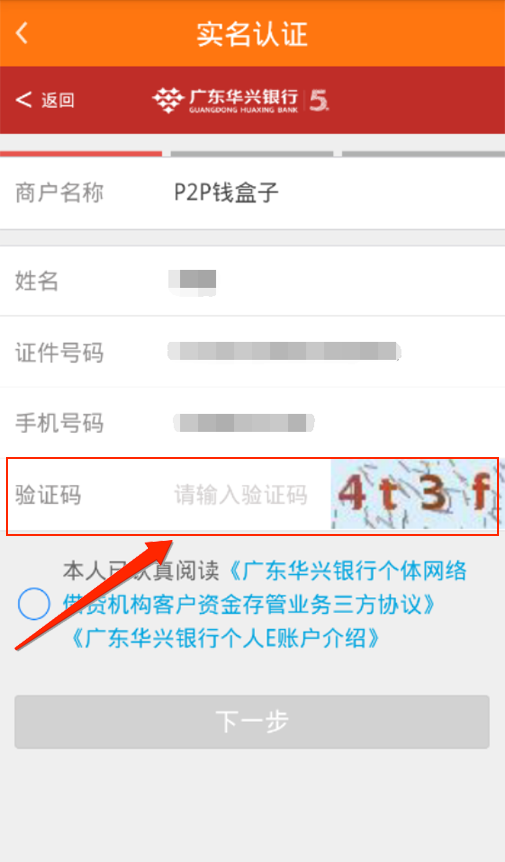 实名认证
返回
广东华兴银行 5
GUANGDONG HUAXING BANK
商户名称 P2P钱盒子
姓名
证件号码
手机号码
验证码 请输入验证码 4t3f
本人已认真阅读《广东华兴银行个体网络
借贷机构客户资金存管业务三方协议》
《广东华兴银行个人E账户介绍》
下一步